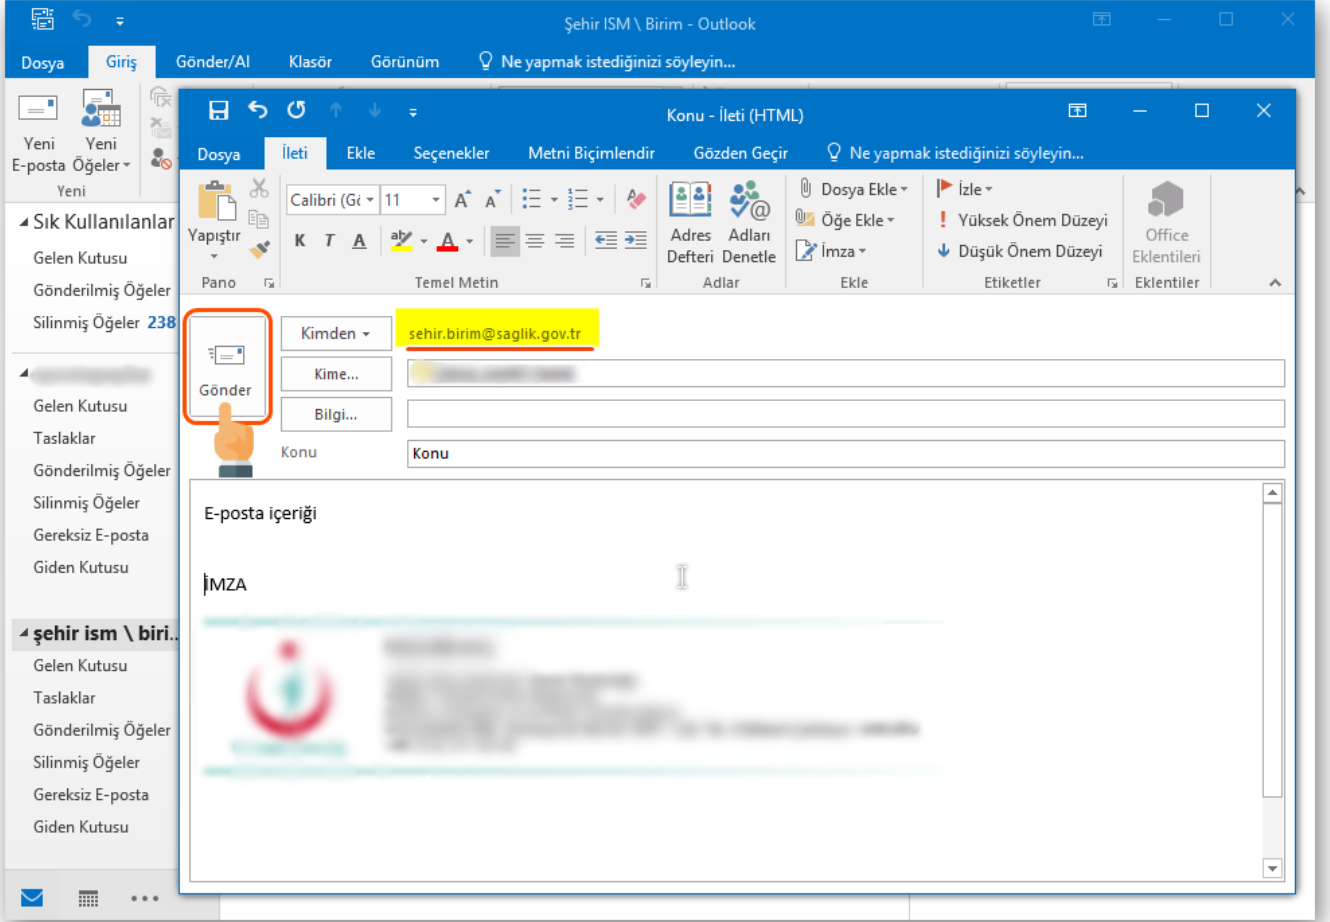 Şehir ISM \ Birim - Outlook
Dosya
Giriş
Gönder/Al
Klasör
Görünüm
Ne yapmak istediğinizi söyleyin...
Yeni
E-posta
Yeni
Öğeler
Yeni
Sık Kullanılanlar
Gelen Kutusu
Gönderilmiş Öğeler
Silinmiş Öğeler 238
Gelen Kutusu
Taslaklar
Gönderilmiş Öğeler
Silinmiş Öğeler
Gereksiz E-posta
Giden Kutusu
şehir ism \ biri..
Gelen Kutusu
Taslaklar
Gönderilmiş Öğeler
Silinmiş Öğeler
Gereksiz E-posta
Giden Kutusu
Konu - İleti (HTML)
Dosya
İleti
Ekle
Seçenekler
Metni Biçimlendir
Gözden Geçir
Ne yapmak istediğinizi söyleyin...
Yapıştır
Pano
Calibri (Gö
11
K T A
Temel Metin
Adres
Defteri
Adları
Denetle
Adlar
Dosya Ekle
Öğe Ekle
İmza
Ekle
İzle
Yüksek Önem Düzeyi
Düşük Önem Düzeyi
Etiketler
Office
Eklentileri
Eklentiler
Gönder
Kimden
sehir.birim@saglik.gov.tr
Kime...
Bilgi...
Konu
Konu
E-posta içeriği
İMZA